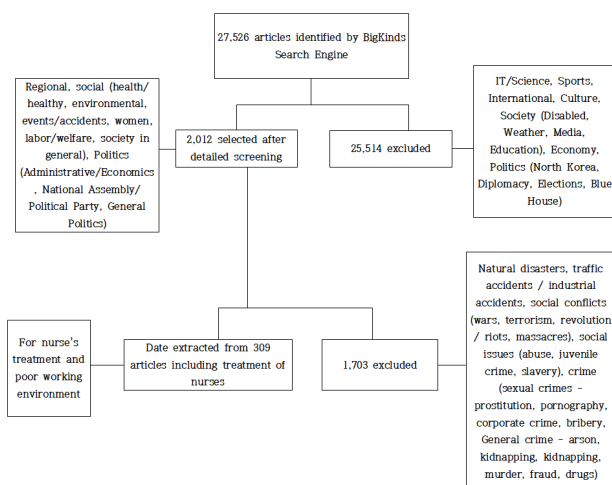 27,526 articles identified by BigKinds
Search Engine
Regional, social (health/
healthy, environmental,
events/accidents, women,
labor/welfare, society in
general), Politics
(Administrative/Economics
, National Assembly/
Political Party, General
Politics)
2,012 selected after
detailed screening
25,514 excluded
IT/Science, Sports,
International, Culture,
Society (Disabled,
Weather, Media,
Education), Economy,
Politics (North Korea,
Diplomacy, Elections, Blue
House)
For nurse's
treatment and
poor working
environment
Date extracted from 309
articles including treatment of
nurses
1,703 excluded
Natural disasters, traffic
accidents / industrial
accidents, social conflicts
(wars, terrorism, revolution
/ riots, massacres), social
issues (abuse, juvenile
crime, slavery), crime
(sexual crimes -
prostitution, pornography,
corporate crime, bribery,
General crime - arson,
kidnapping, kidnapping,
murder, fraud, drugs)